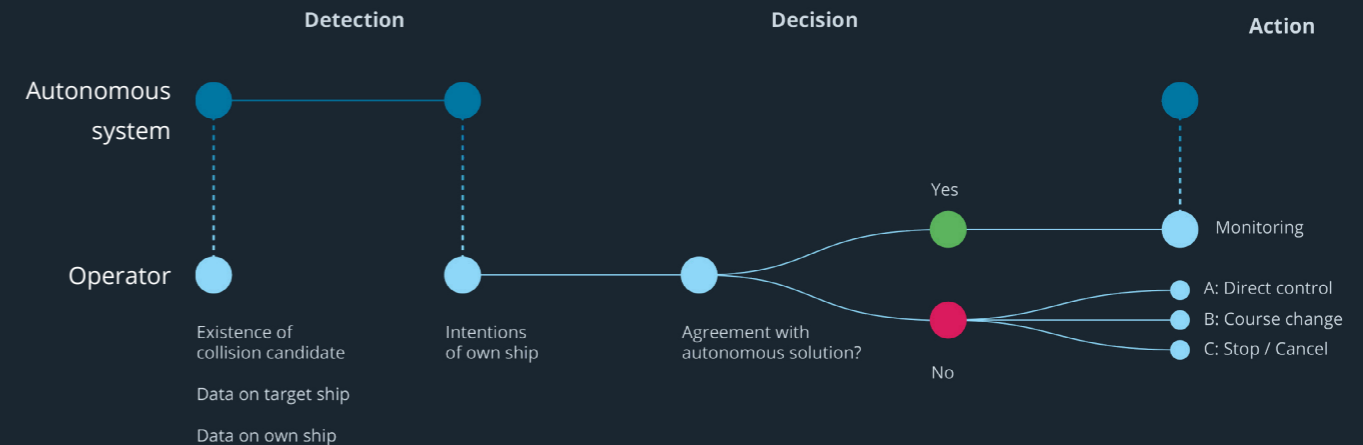 Detection
Decision
Action
Autonomous
system
Yes
Monitoring
Operator
A: Direct control
B: Course change
C: Stop / Cancel
Existence of
collision candidate
Intentions
of own ship
Agreement with
autonomous solution?
No
Data on target ship
Data on own ship